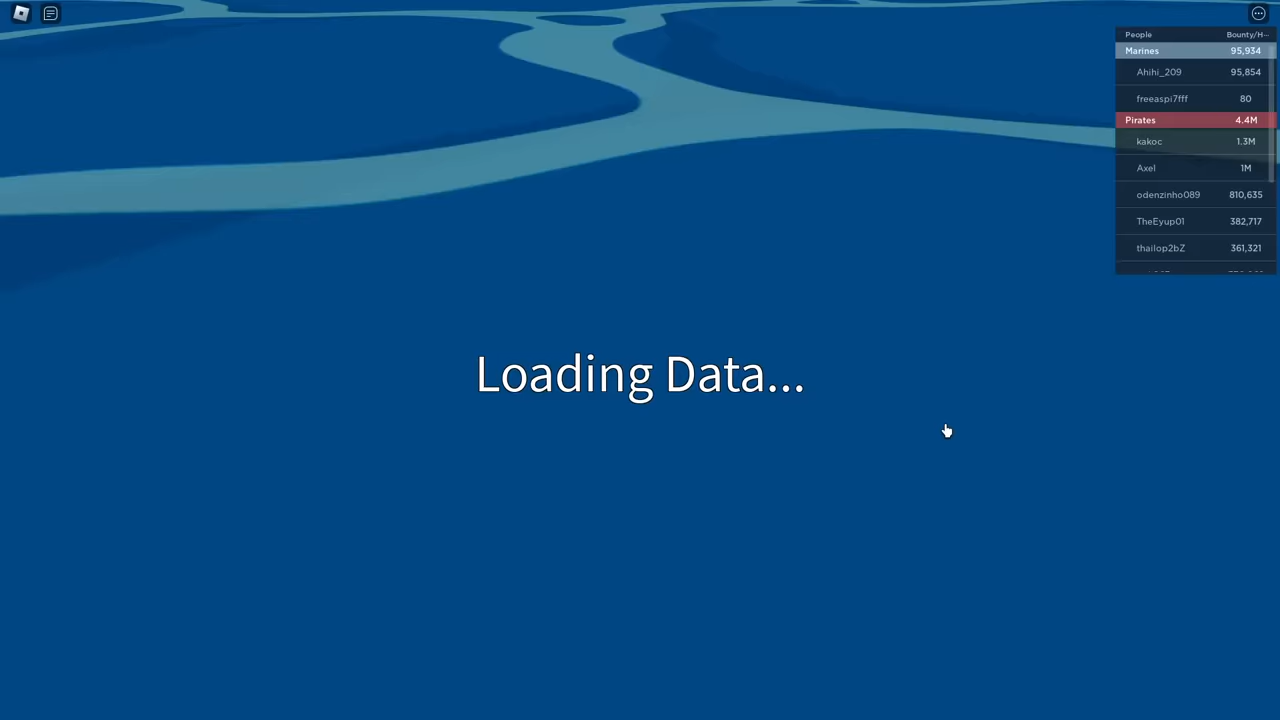 People Bounty/H...
Marines 95,934
Ahihi_209 95,854
freeaspi7fff 80
Pirates 4.4M
kakoc 1.3M
Axel 1M
odenzinho089 810,635
TheEyup01 382,717
thailop2bZ 361,321
Loading Data...